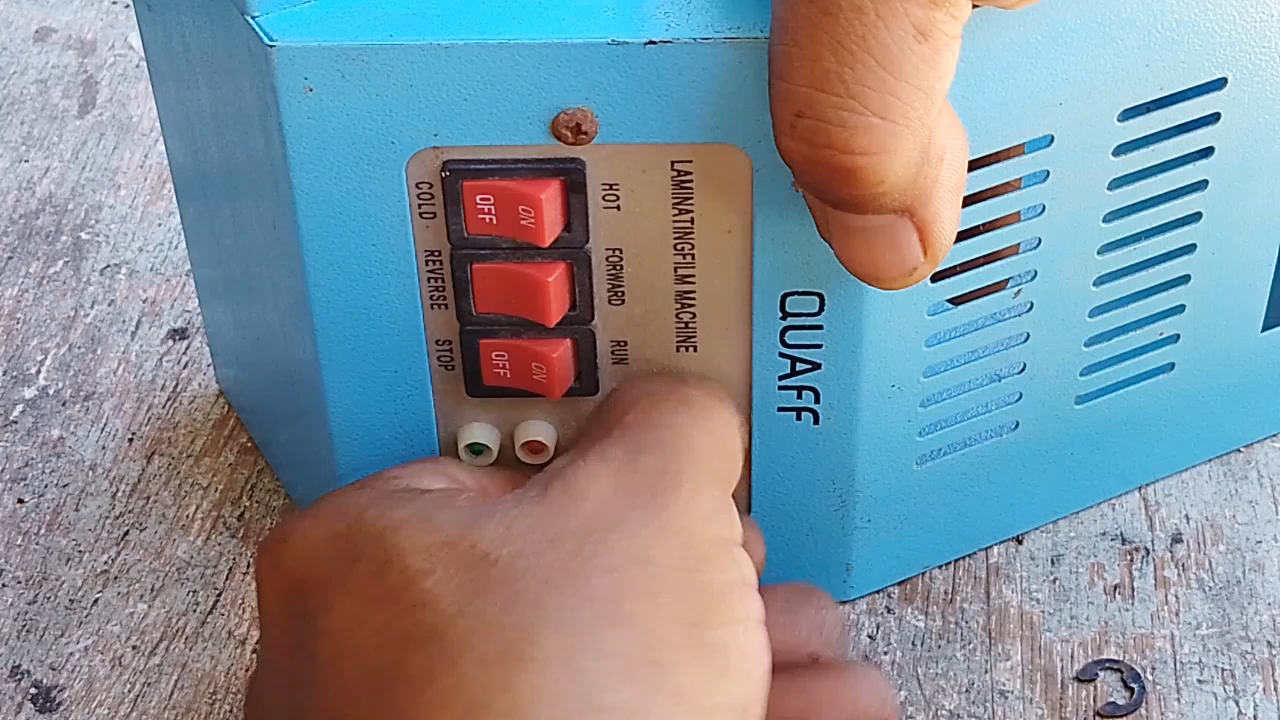 QUAFF
LAMINATINGFILM MACHINE
HOT FORWARD RUN
ON ON
OFF OFF
COLD REVERSE STOP